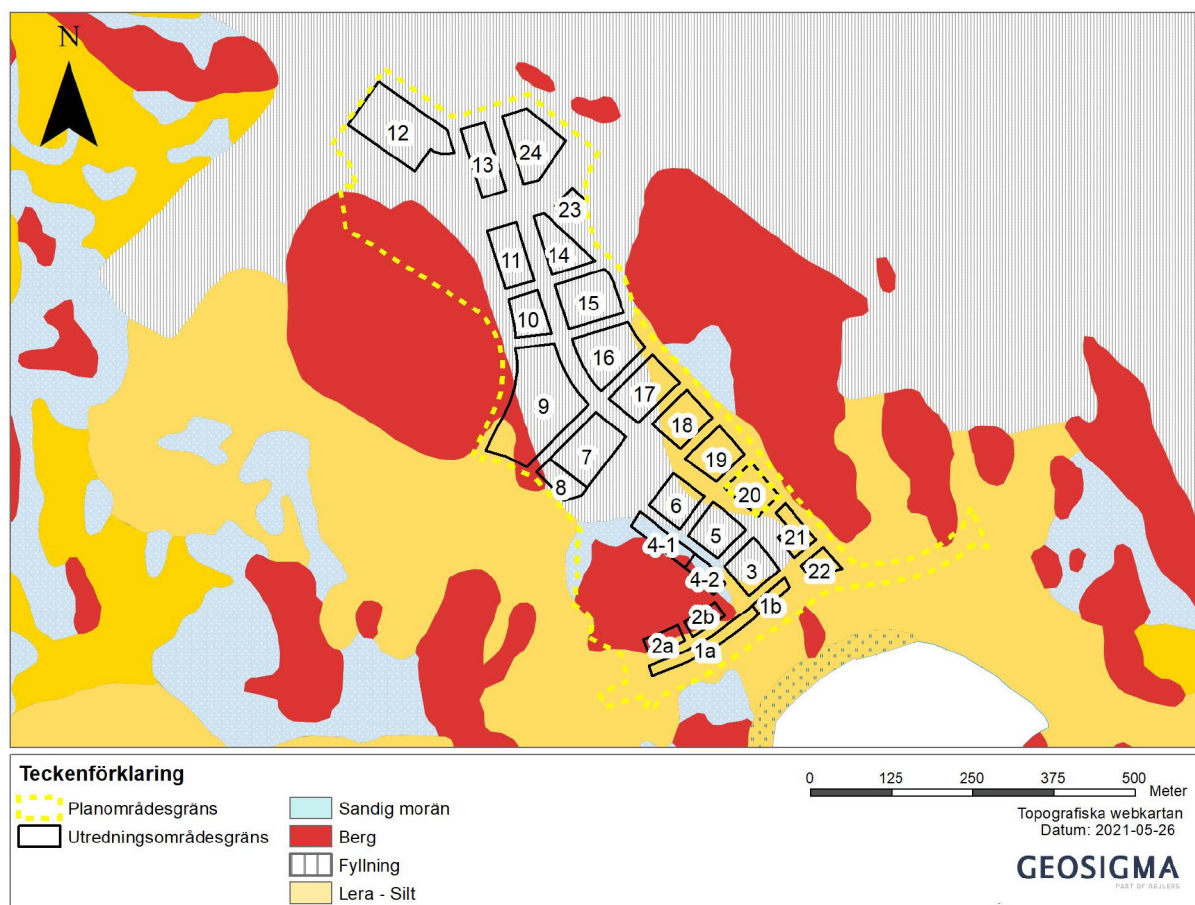 N
12
13
24
23
11
14
10
15
16
9
17
18
7
19
8
20
6
5
21
4-1
3
22
4-2
1b
2b
2a
1a
Teckenförklaring
Planområdesgräns
Utredningsområdesgräns
Sandig morän
Berg
Fyllning
Lera - Silt
0 125 250 375 500
Meter
Topografiska webkartan
Datum: 2021-05-26
GEOSIGMA
PART OF REJLERS